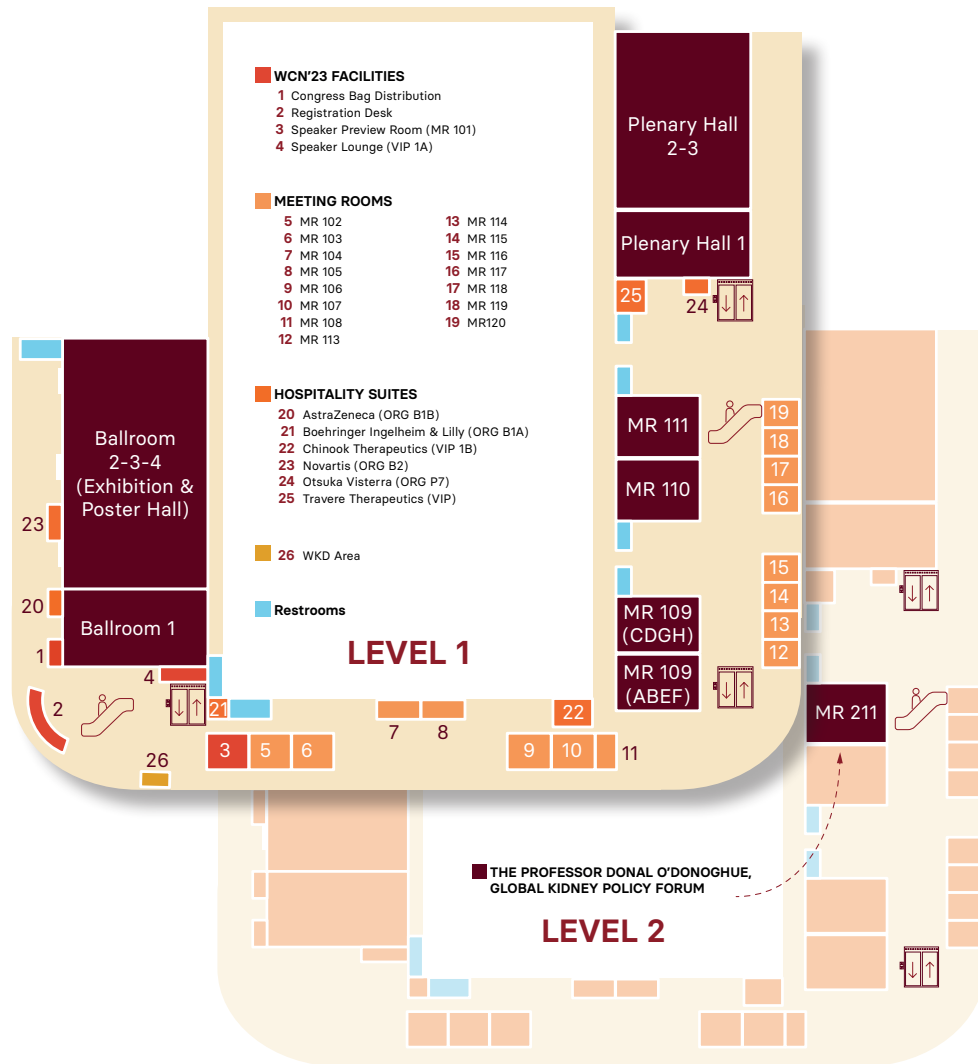 WCN'23 FACILITIES
1 Congress Bag Distribution
2 Registration Desk
3 Speaker Preview Room (MR 101)
4 Speaker Lounge (VIP 1A)
MEETING ROOMS
5 MR 102
6 MR 103
7 MR 104
8 MR 105
9 MR 106
10 MR 107
11 MR 108
12 MR 113
13 MR 114
14 MR 115
15 MR 116
16 MR 117
17 MR 118
18 MR 119
19 MR120
HOSPITALITY SUITES
20 AstraZeneca (ORG B1B)
21 Boehringer Ingelheim & Lilly (ORG B1A)
22 Chinook Therapeutics (VIP 1B)
23 Novartis (ORG B2)
24 Otsuka Visterra (ORG P7)
25 Travere Therapeutics (VIP)
26 WKD Area
Restrooms
LEVEL 1
Plenary Hall
2-3
Plenary Hall 1
25
24
MR 111
MR 110
19
18
17
16
15
14
13
12
MR 109
(CDGH)
MR 109
(ABEF)
Ballroom
2-3-4
(Exhibition &
Poster Hall)
23
20
Ballroom 1
1
4
2
21
26
3
5
6
7
8
22
9
10
11
MR 211
THE PROFESSOR DONAL O'DONOGHUE,
GLOBAL KIDNEY POLICY FORUM
LEVEL 2